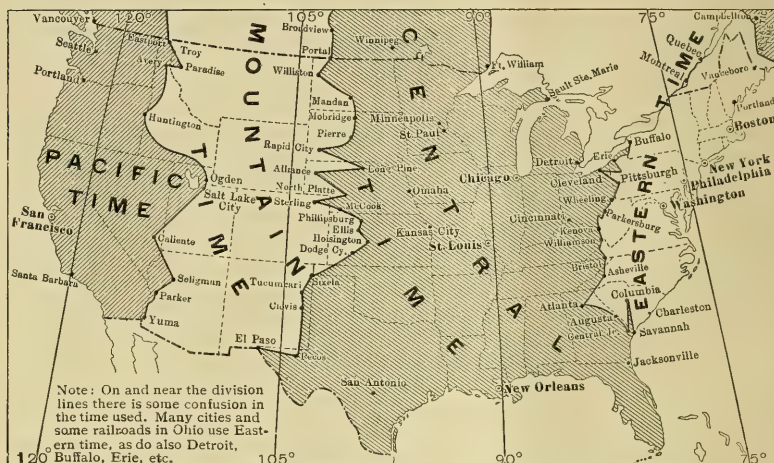 120°
105°
75°
Vancouver
Seattle
Portland
Eastport
Avery
Troy
Paradise
Huntington
PACIFIC
TIME
San
Francisco
Santa Barbara
Ogden
Salt Lake
City
Caliente
Seligman
Parker
Yuma
MOUNTAIN
TIME
Broadview
Portal
Williston
Mandan
Mobridge
Pierre
Rapid City
Alliance
Long Pine
North Platte
Sterling
McCook
Phillipsburg
Ellis
Hoisington
Dodge Cy.
Tucumcari
Texela
Clovis
El Paso
Pecos
CENTRAL
TIME
Winnipeg
Ft. William
Minneapolis
St. Paul
Omaha
Kansas City
St. Louis
Chicago
San Antonio
New Orleans
Sault Ste. Marie
Detroit
Erie
Cleveland
Wheeling
Cincinnati
Kenova
Williamson
Bristol
Asheville
Atlanta
Columbia
Augusta
Central Jc.
Charleston
Savannah
Jacksonville
EASTERN
TIME
Campbellton
Quebec
Montreal
Vanceboro
Portland
Boston
Buffalo
New York
Pittsburgh
Philadelphia
Washington
Parkersburg
Note: On and near the division
lines there is some confusion in
the time used. Many cities and
some railroads in Ohio use East-
ern time, as do also Detroit,
Buffalo, Erie, etc.
120°
105°
90°
75°